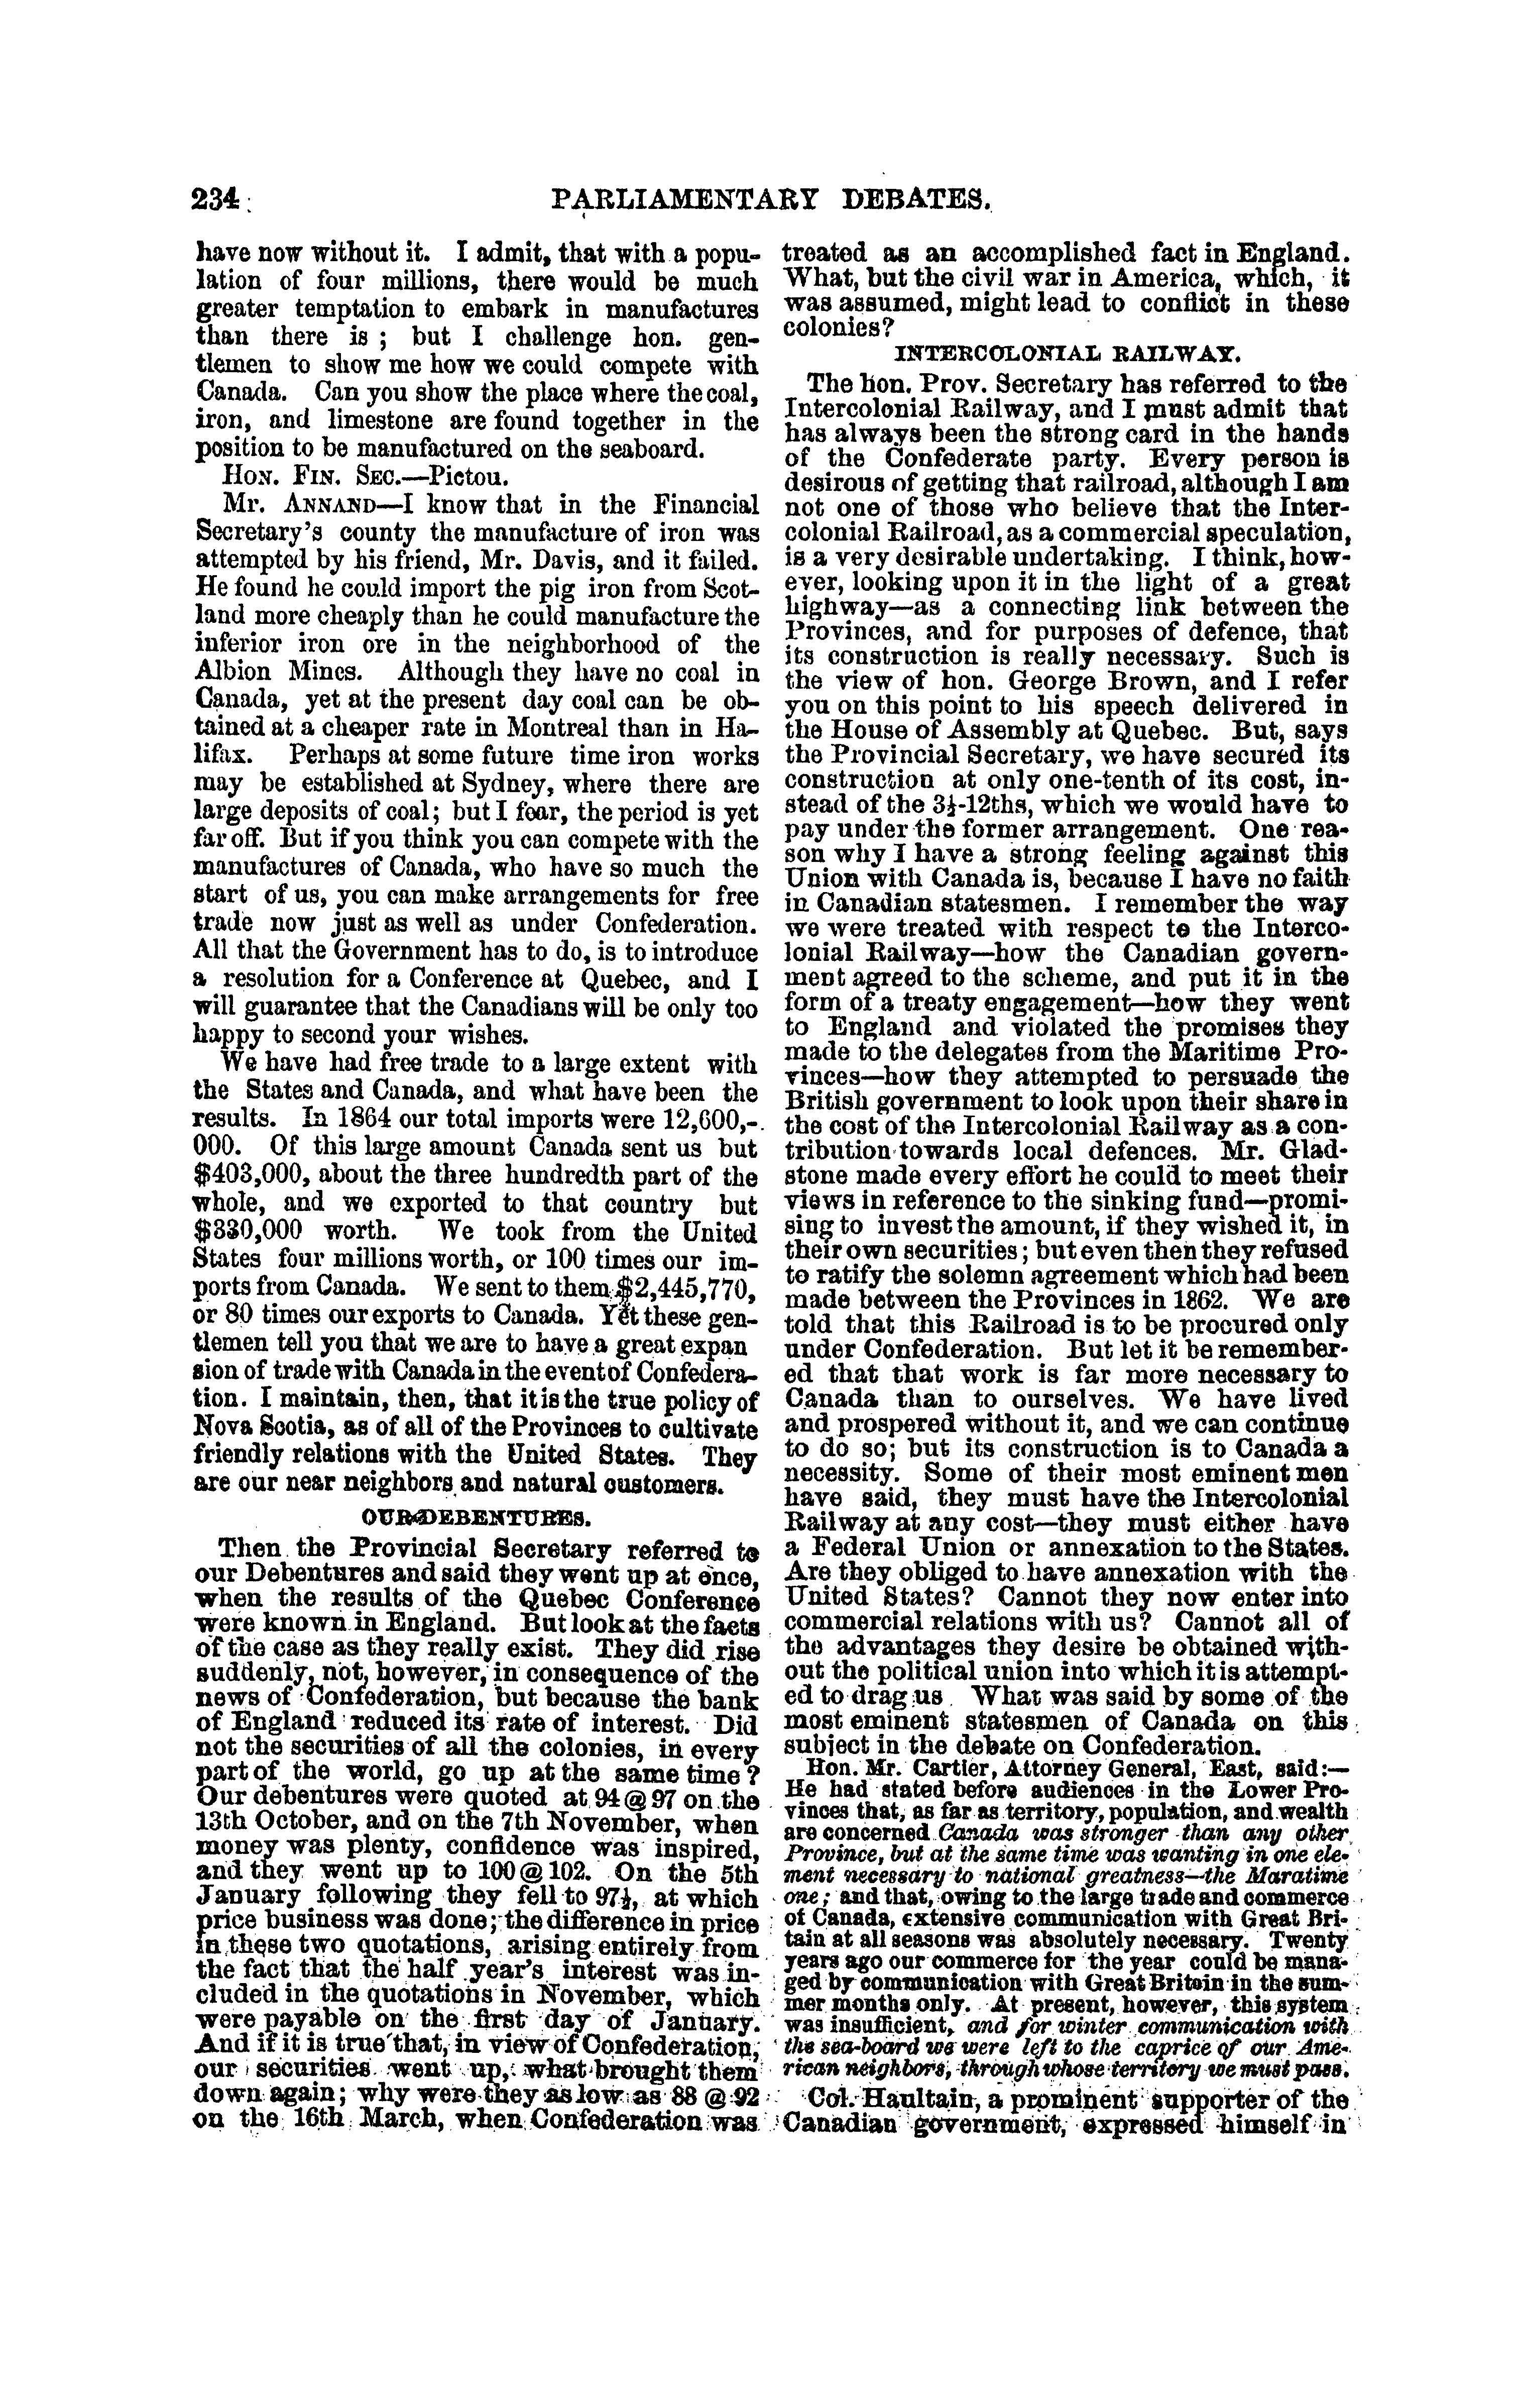 234
PARLIAMENTARY DEBATES.
have now without it. I admit, that with a popu-
lation of four millions, there would be much
greater temptation to embark in manufactures
than there is ; but I challenge hon. gen-
tlemen to show me how we could compete with
Canada. Can you show the place where the coal,
iron, and limestone are found together in the
position to be manufactured on the seaboard.
HON. FIN. SEC.—Pictou.
Mr. ANNAND—I know that in the Financial
Secretary's county the manufacture of iron was
attempted by his friend, Mr. Davis, and it failed.
He found he could import the pig iron from Scot-
land more cheaply than he could manufacture the
inferior iron ore in the neighborhood of the
Albion Mines. Although they have no coal in
Canada, yet at the present day coal can be ob-
tained at a cheaper rate in Montreal than in Ha-
lifax. Perhaps at some future time iron works
may be established at Sydney, where there are
large deposits of coal; but I fear, the period is yet
far off. But if you think you can compete with the
manufactures of Canada, who have so much the
start of us, you can make arrangements for free
trade now just as well as under Confederation.
All that the Government has to do, is to introduce
a resolution for a Conference at Quebec, and I
will guarantee that the Canadians will be only too
happy to second your wishes.
We have had free trade to a large extent with
the States and Canada, and what have been the
results. In 1864 our total imports were 12,600,-
000. Of this large amount Canada sent us but
$403,000, about the three hundredth part of the
whole, and we exported to that country but
$330,000 worth. We took from the United
States four millions worth, or 100 times our im-
ports from Canada. We sent to them $2,445,770,
or 80 times our exports to Canada. Yet these gen-
tlemen tell you that we are to have a great expan
sion of trade with Canada in the event of Confedera-
tion. I maintain, then, that it is the true policy of
Nova Scotia, as of all of the Provinces to cultivate
friendly relations with the United States. They
are our near neighbors and natural customers.
OUR DEBENTURES.
Then the Provincial Secretary referred to
our Debentures and said they went up at once,
when the results of the Quebec Conference
were known in England. But look at the facts
of the case as they really exist. They did rise
suddenly, not, however, in consequence of the
news of Confederation, but because the bank
of England reduced its rate of interest. Did
not the securities of all the colonies, in every
part of the world, go up at the same time?
Our debentures were quoted at 94 @ 97 on the
13th October, and on the 7th November, when
money was plenty, confidence was inspired,
and they went up to 100 @ 102. On the 5th
January following they fell to 97½, at which
price business was done; the difference in price
in these two quotations, arising entirely from
the fact that the half year's interest was in-
cluded in the quotations in November, which
were payable on the first day of January.
And if it is true that, in view of Confederation,
our securities went up, what brought them
down again; why were they as low as 88 @ 92
on the 16th March, when Confederation was
treated as an accomplished fact in England.
What, but the civil war in America, which, it
was assumed, might lead to conflict in these
colonies?
INTERCOLONIAL RAILWAY.
The hon. Prov. Secretary has referred to the
Intercolonial Railway, and I must admit that
has always been the strong card in the hands
of the Confederate party. Every person is
desirous of getting that railroad, although I am
not one of those who believe that the Inter-
colonial Railroad, as a commercial speculation,
is a very desirable undertaking. I think, how-
ever, looking upon it in the light of a great
highway—as a connecting link between the
Provinces, and for purposes of defence, that
its construction is really necessary. Such is
the view of hon. George Brown, and I refer
you on this point to his speech delivered in
the House of Assembly at Quebec. But, says
the Provincial Secretary, we have secured its
construction at only one-tenth of its cost, in-
stead of the 3½-12ths, which we would have to
pay under the former arrangement. One rea-
son why I have a strong feeling against this
Union with Canada is, because I have no faith
in Canadian statesmen. I remember the way
we were treated with respect to the Interco-
lonial Railway—how the Canadian govern-
ment agreed to the scheme, and put it in the
form of a treaty engagement—how they went
to England and violated the promises they
made to the delegates from the Maritime Pro-
vinces—how they attempted to persuade the
British government to look upon their share in
the cost of the Intercolonial Railway as a con-
tribution towards local defences. Mr. Glad-
stone made every effort he could to meet their
views in reference to the sinking fund—promi-
sing to invest the amount, if they wished it, in
their own securities; but even then they refused
to ratify the solemn agreement which had been
made between the Provinces in 1862. We are
told that this Railroad is to be procured only
under Confederation. But let it be remember-
ed that that work is far more necessary to
Canada than to ourselves. We have lived
and prospered without it, and we can continue
to do so; but its construction is to Canada a
necessity. Some of their most eminent men
have said, they must have the Intercolonial
Railway at any cost—they must either have
a Federal Union or annexation to the States.
Are they obliged to have annexation with the
United States? Cannot they now enter into
commercial relations with us? Cannot all of
the advantages they desire be obtained with-
out the political union into which it is attempt-
ed to drag us What was said by some of the
most eminent statesmen of Canada on this
subject in the debate on Confederation.
Hon. Mr. Cartier, Attorney General, East, said:—
He had stated before audiences in the Lower Pro-
vinces that, as far as territory, population, and wealth
are concerned Canada was stronger than any other
Province, but at the same time was wanting in one ele-
ment necessary to national greatness—the Maratime
one; and that, owing to the large trade and commerce
of Canada, extensive communication with Great Bri-
tain at all seasons was absolutely necessary. Twenty
years ago our commerce for the year could be mana-
ged by communication with Great Britain in the sum-
mer months only. At present, however, this system
was insufficient, and for winter communication with
the sea-board we were left to the caprice of our Ame-
rican neighbors, through whose territory we must pass.
Col. Haultain, a prominent supporter of the
Canadian government, expressed himself in